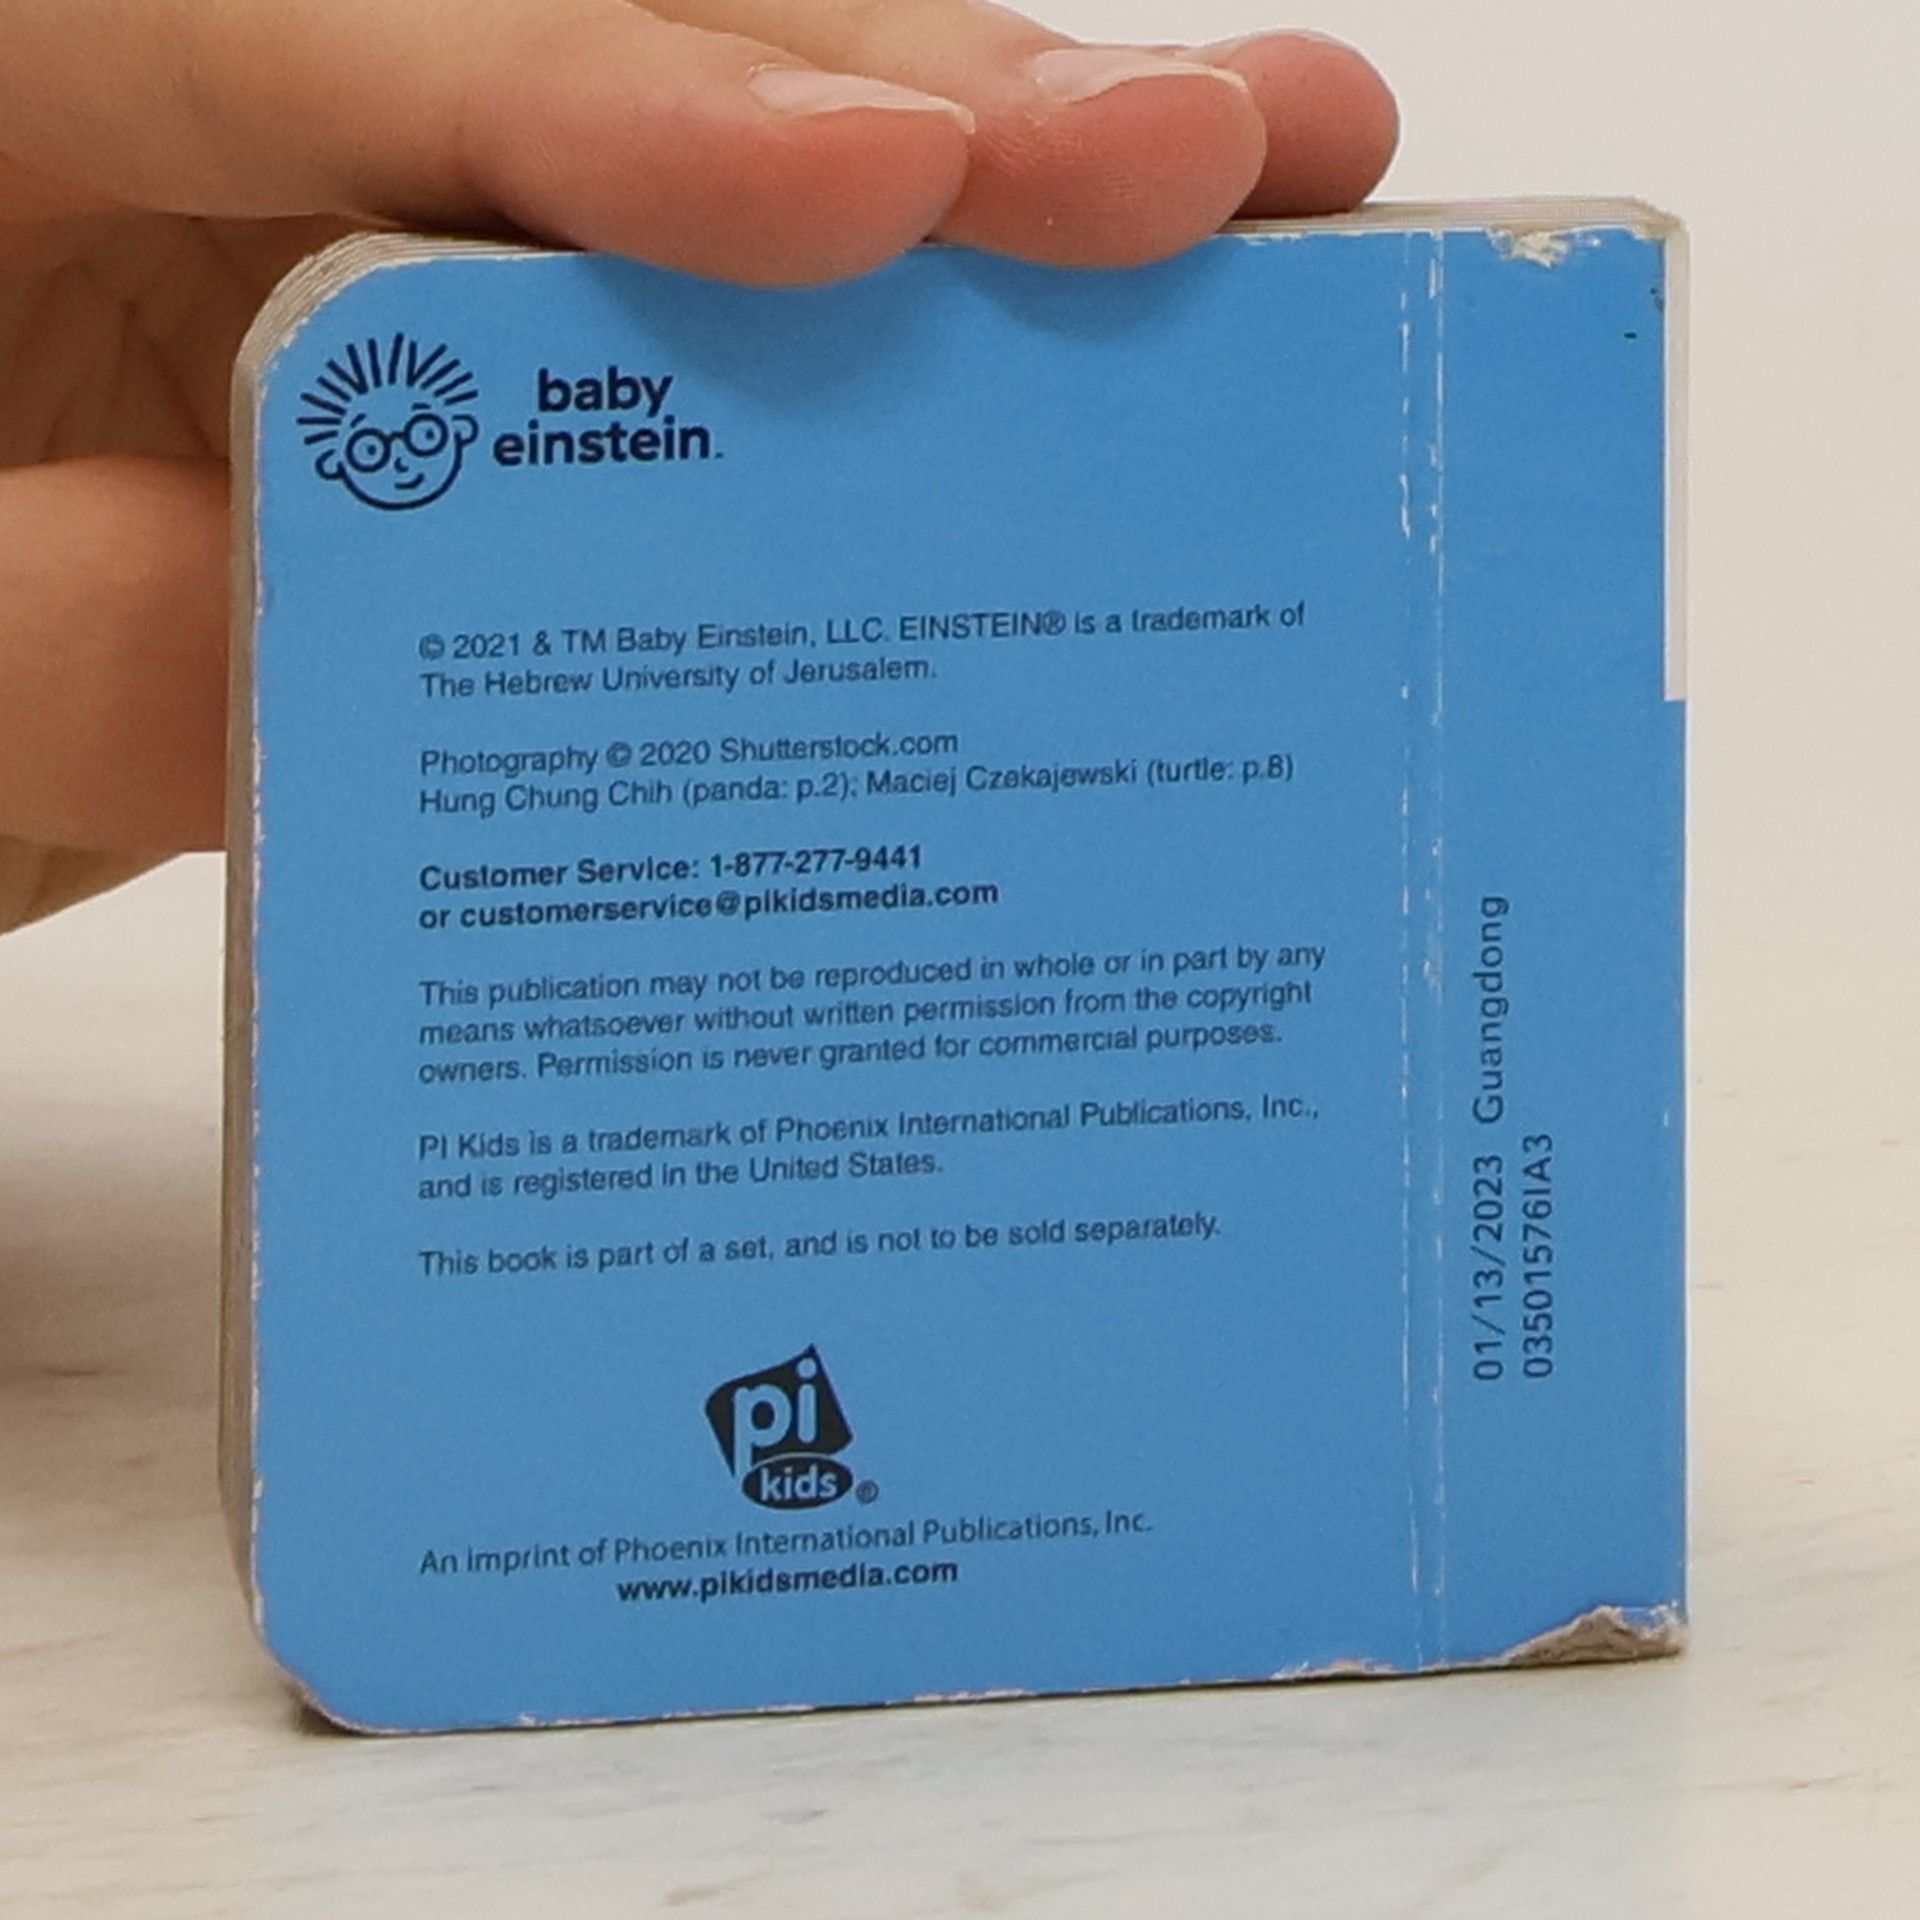 baby
einstein.
© 2021 & TM Baby Einstein, LLC. EINSTEIN® is a trademark of
The Hebrew University of Jerusalem.
Photography © 2020 Shutterstock.com
Hung Chung Chih (panda: p.2); Maciej Czekajewski (turtle: p.8)
Customer Service: 1-877-277-9441
or customerservice@pikidsmedia.com
This publication may not be reproduced in whole or in part by any
means whatsoever without written permission from the copyright
owners. Permission is never granted for commercial purposes.
PI Kids is a trademark of Phoenix International Publications, Inc.,
and is registered in the United States.
This book is part of a set, and is not to be sold separately.
pi
kids®
An imprint of Phoenix International Publications, Inc.
www.pikidsmedia.com
01/13/2023 Guangdong
03501576IA3